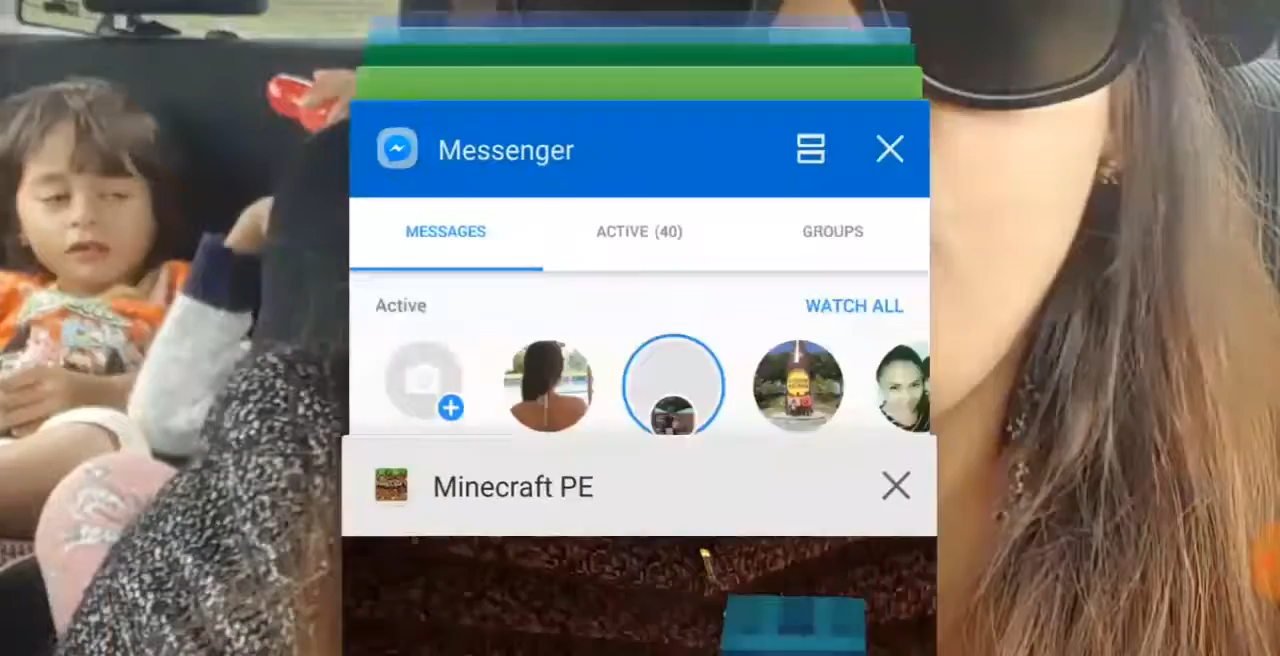 Messenger
MESSAGES
ACTIVE (40)
GROUPS
Active
WATCH ALL
Minecraft PE